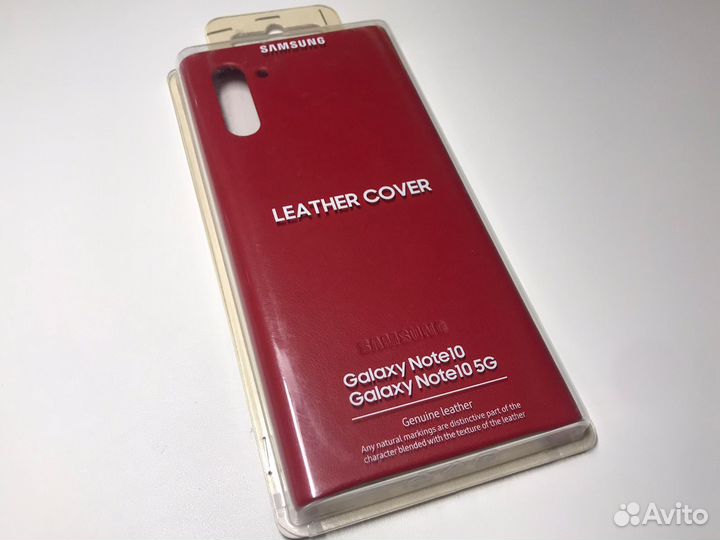 SAMSUNG
LEATHER COVER
SAMSUNG
Galaxy Note10
Galaxy Note10 5G
Genuine leather
Any natural markings are distinctive part of the
character blended with the texture of the leather
Avito